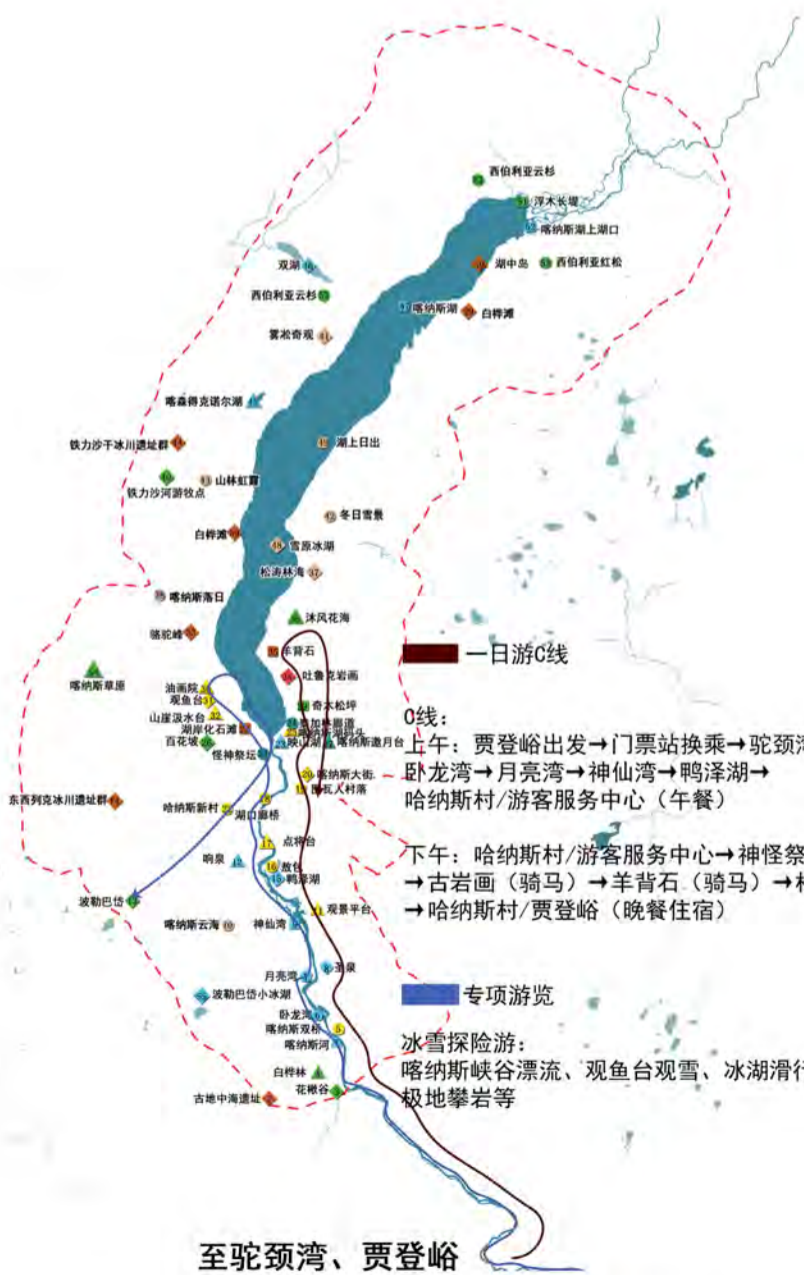 西伯利亚云杉
浮木长堤
喀纳斯湖上湖口
双湖
湖中岛
西伯利亚红松
西伯利亚云杉
喀纳斯湖
白桦滩
雾凇奇观
喀森得克诺尔湖
铁力沙干冰川遗址群
湖上日出
铁力沙河游牧点
山林虹霞
冬日雪景
白桦滩
雪原冰湖
松涛林海
喀纳斯落日
沐风花海
骆驼峰
羊背石
一日游C线
喀纳斯草原
吐鲁克岩画
油画院
观鱼台
奇木松坪
山崖汲水台
C线：
湖岸化石滩
百花坡
映山湖
喀纳斯邀月台
上午：贾登峪出发→门票站换乘→驼颈湾
怪神祭坛
卧龙湾→月亮湾→神仙湾→鸭泽湖→
喀纳斯大街
哈纳斯村/游客服务中心（午餐）
东西列克冰川遗址群
哈纳斯新村
湖口廊桥
点将台
下午：哈纳斯村/游客服务中心→神怪祭
响泉
敖包
鸭泽湖
→古岩画（骑马）→羊背石（骑马）→
波勒巴岱
观景平台
→哈纳斯村/贾登峪（晚餐住宿）
喀纳斯云海
神仙湾
圣泉
月亮湾
波勒巴岱小冰湖
专项游览
卧龙湾
喀纳斯双桥
喀纳斯河
冰雪探险游：
喀纳斯峡谷漂流、观鱼台观雪、冰湖滑行
白桦林
花楸谷
极地攀岩等
古地中海遗址
至驼颈湾、贾登峪